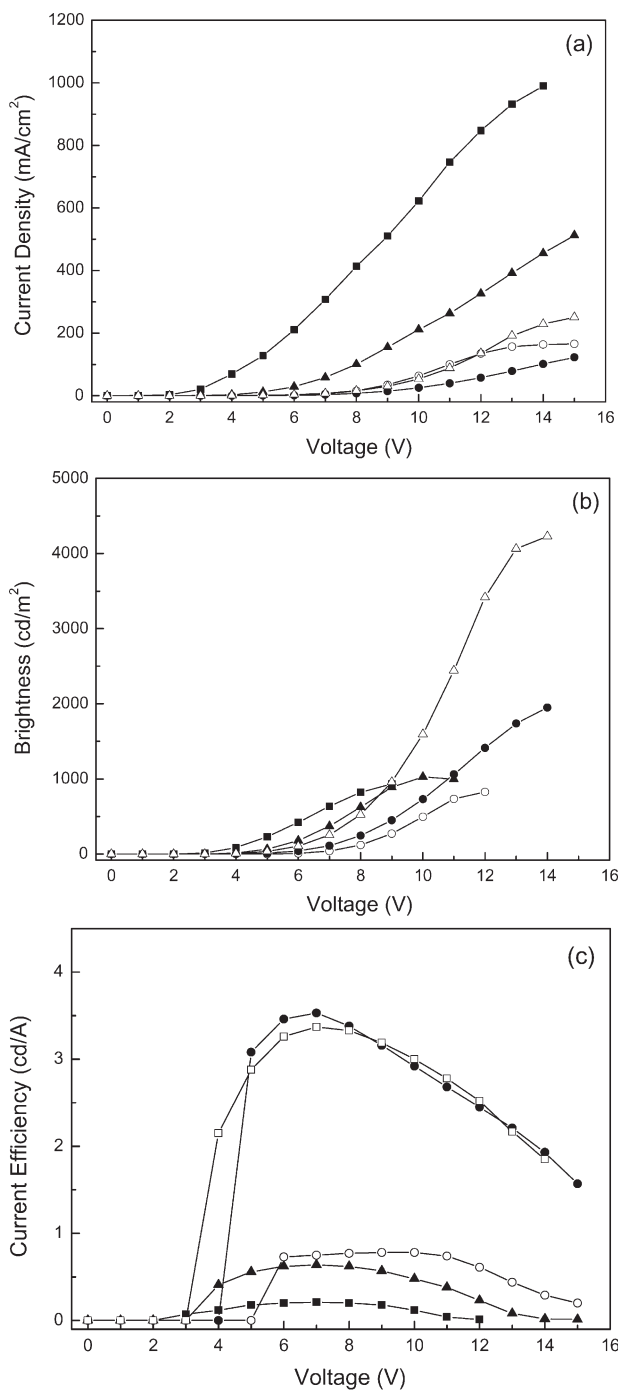 (a)
Current Density (mA/cm²)
1200
1000
800
600
400
200
0
0 2 4 6 8 10 12 14 16
Voltage (V)
(b)
Brightness (cd/m²)
5000
4000
3000
2000
1000
0
0 2 4 6 8 10 12 14 16
Voltage (V)
(c)
Current Efficiency (cd/A)
4
3
2
1
0
0 2 4 6 8 10 12 14 16
Voltage (V)